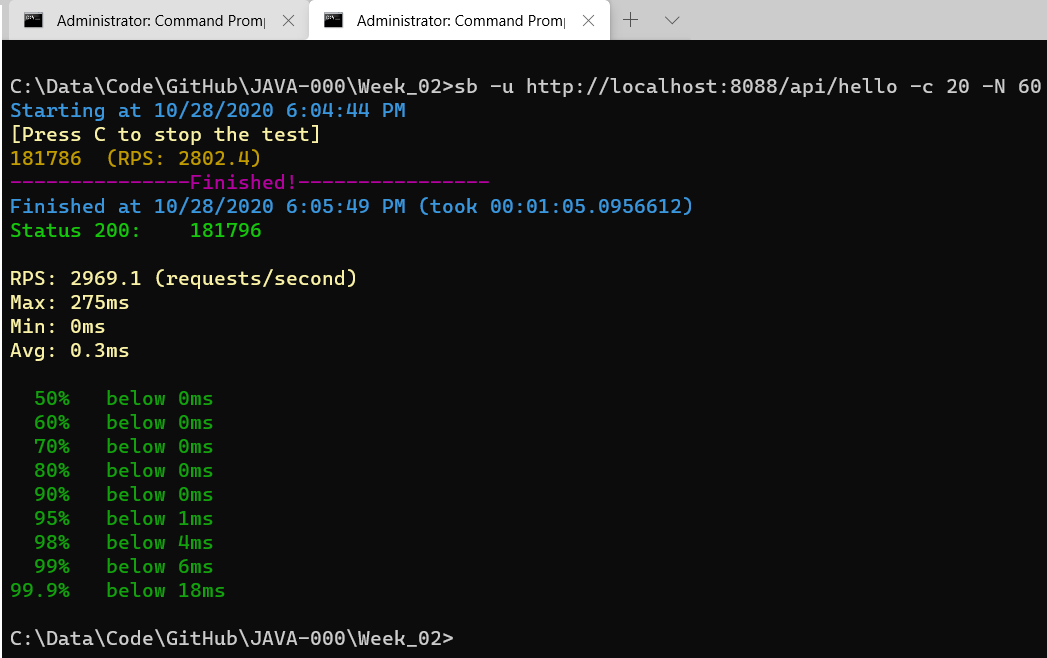 Administrator: Command Promp
Administrator: Command Promp
C:\Data\Code\GitHub\JAVA-000\Week_02>sb -u http://localhost:8088/api/hello -c 20 -N 60
Starting at 10/28/2020 6:04:44 PM
[Press C to stop the test]
181786  (RPS: 2802.4)
---------------Finished!----------------
Finished at 10/28/2020 6:05:49 PM (took 00:01:05.0956612)
Status 200:    181796
RPS: 2969.1 (requests/second)
Max: 275ms
Min: 0ms
Avg: 0.3ms
  50%   below 0ms
  60%   below 0ms
  70%   below 0ms
  80%   below 0ms
  90%   below 0ms
  95%   below 1ms
  98%   below 4ms
  99%   below 6ms
99.9%   below 18ms
C:\Data\Code\GitHub\JAVA-000\Week_02>